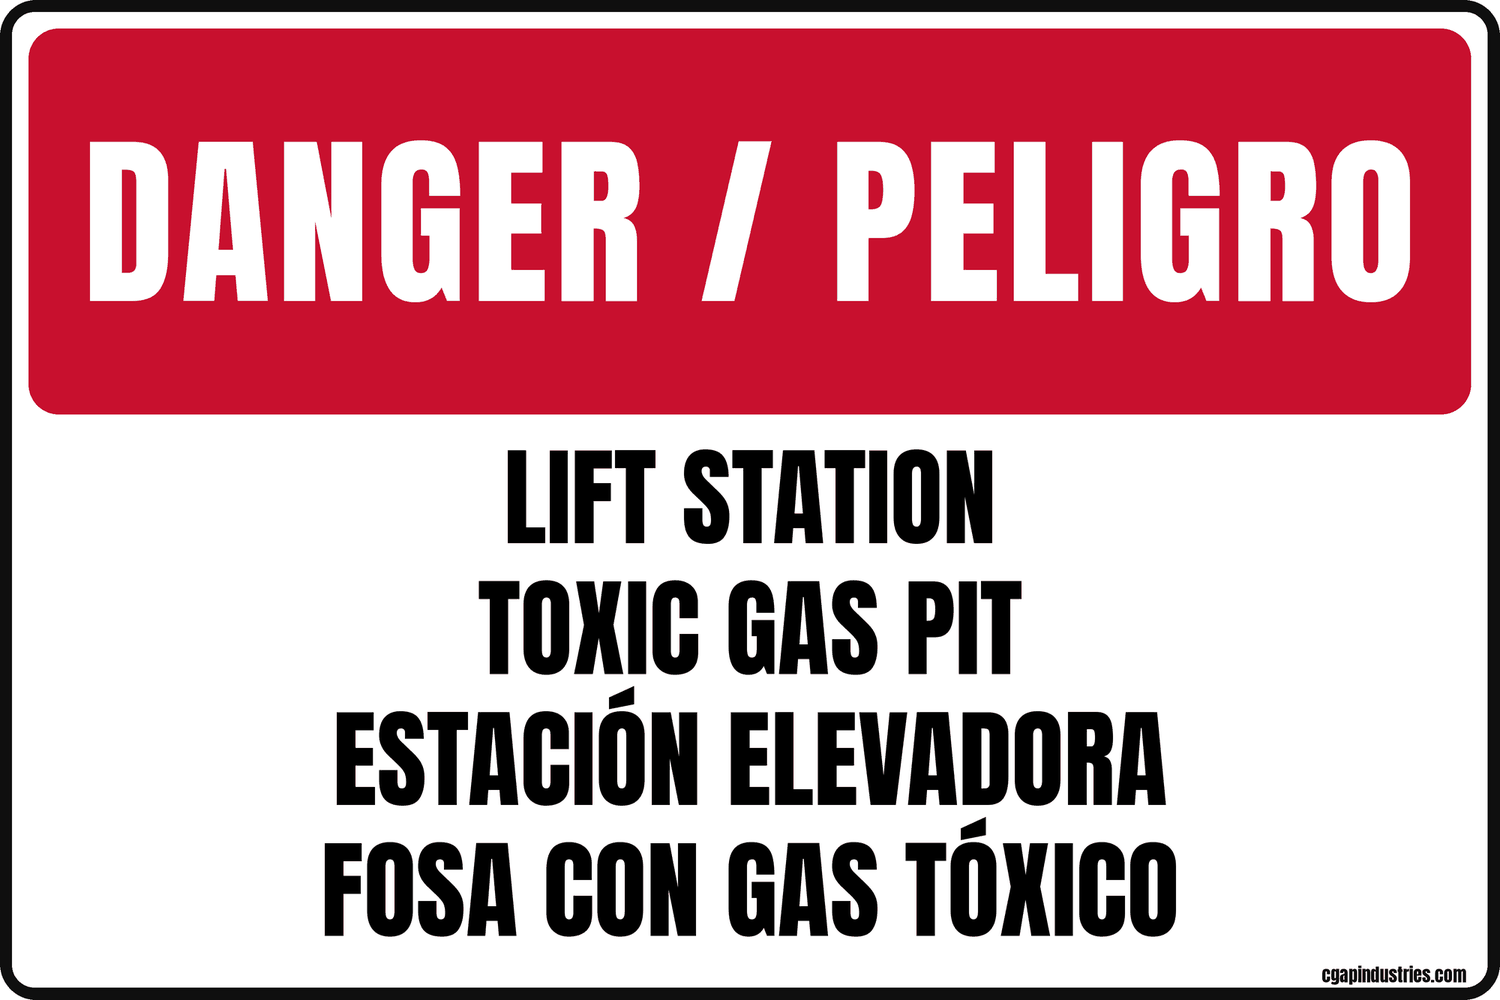 DANGER / PELIGRO
LIFT STATION
TOXIC GAS PIT
ESTACIÓN ELEVADORA
FOSA CON GAS TÓXICO
cgapindustries.com